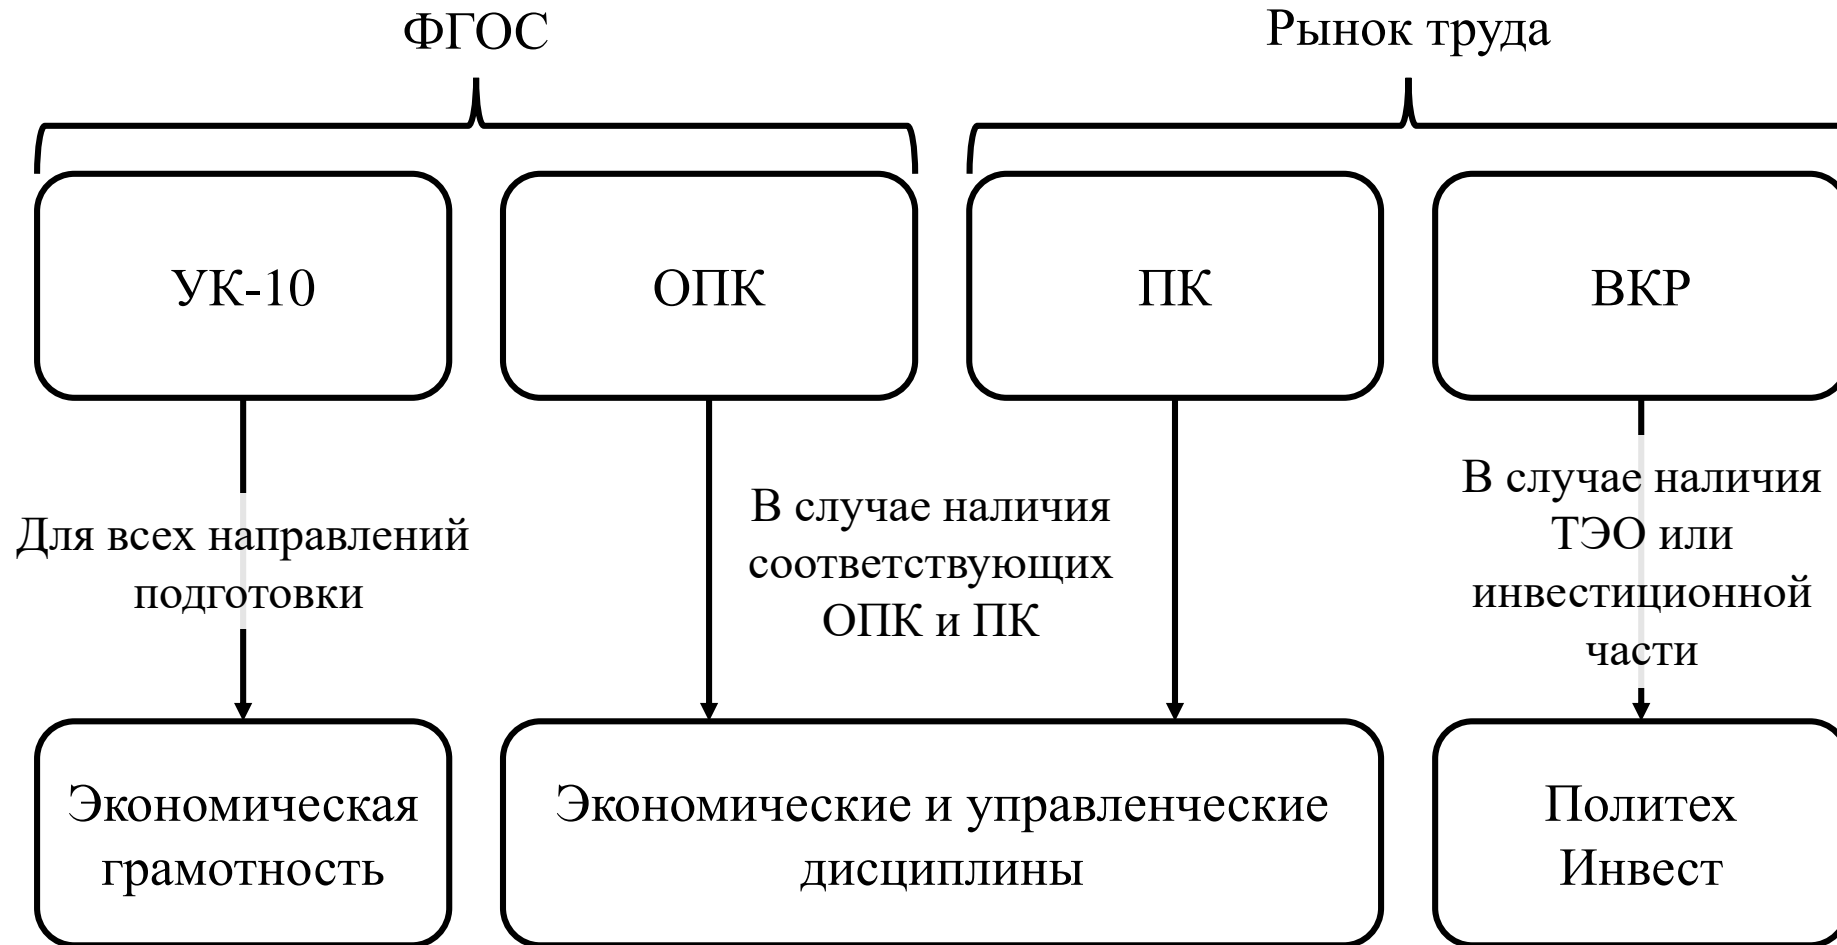 ФГОС
Рынок труда
УК-10
ОПК
ПК
ВКР
Для всех направлений
подготовки
В случае наличия
соответствующих
ОПК и ПК
В случае наличия
ТЭО или
инвестиционной
части
Экономическая
грамотность
Экономические и управленческие
дисциплины
Политех
Инвест